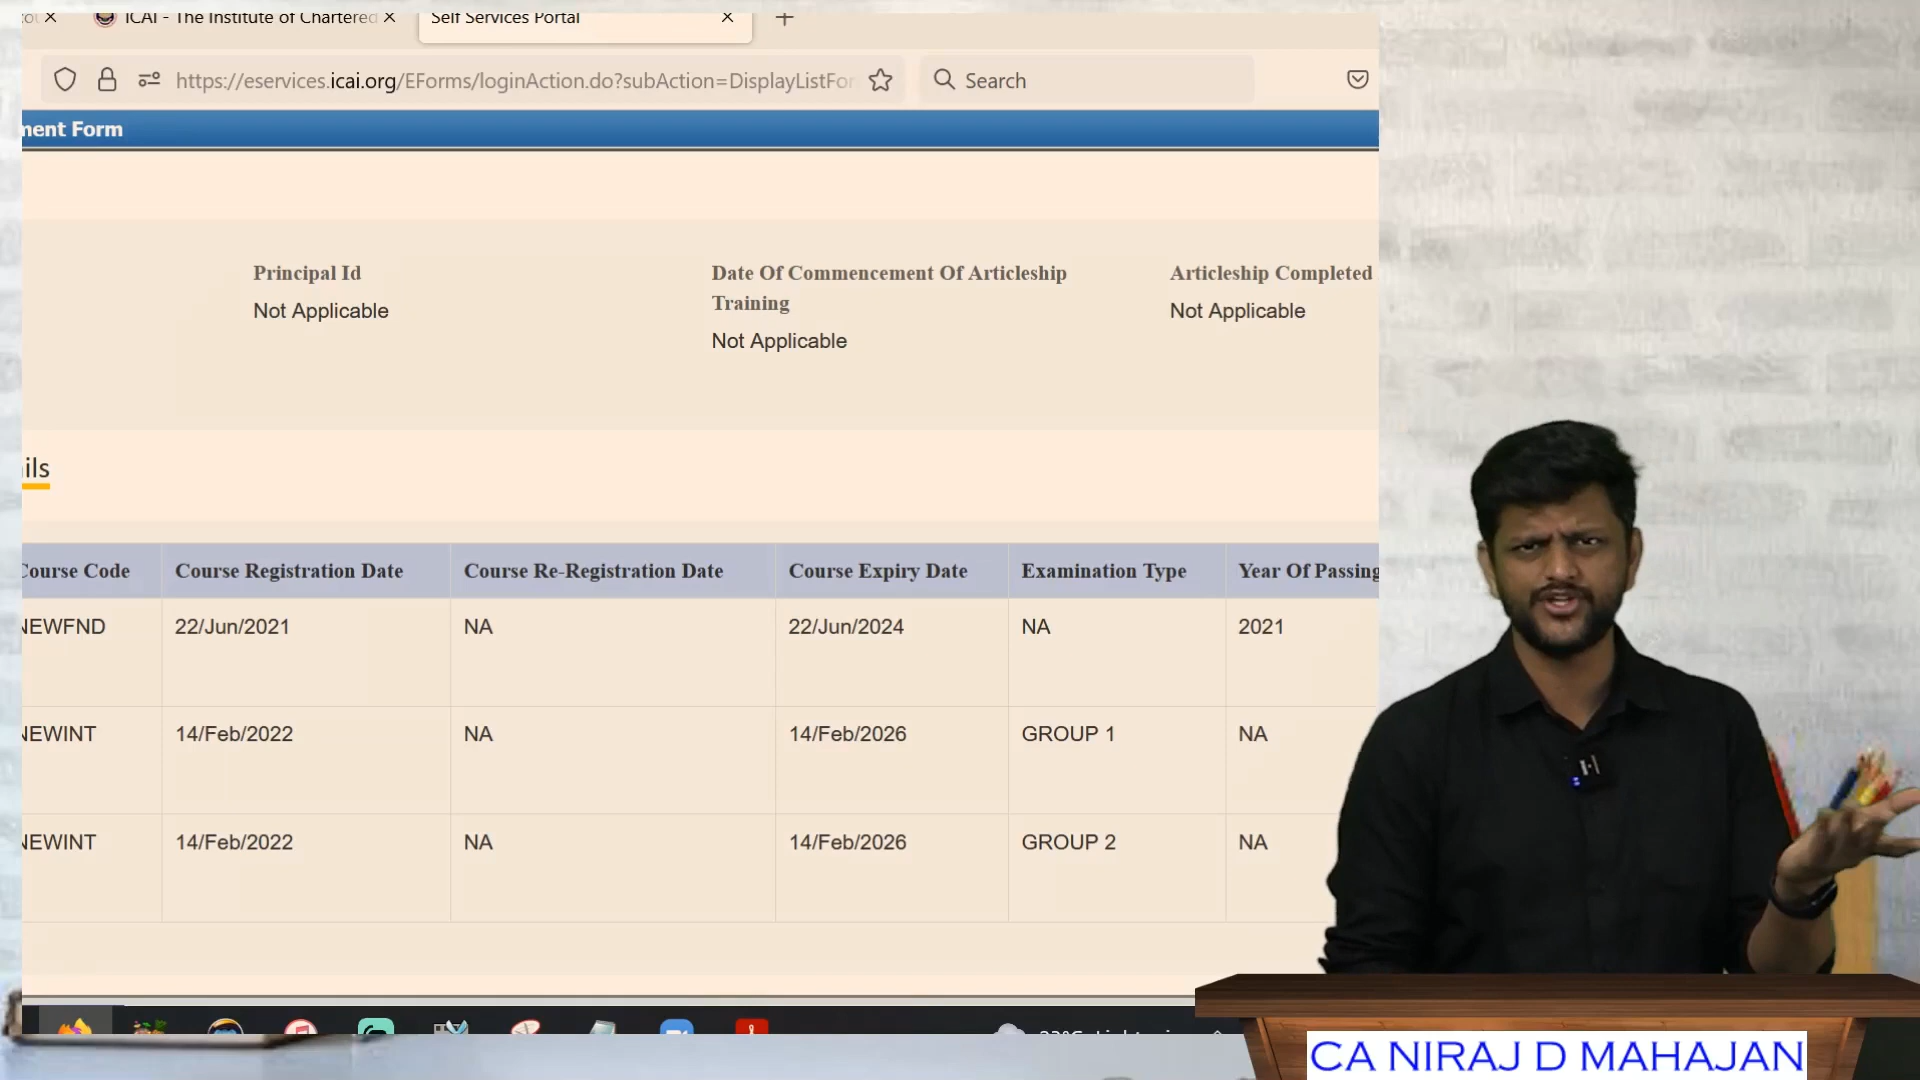 ICAI - The Institute of Chartered
Self Services Portal
https://eservices.icai.org/EForms/loginAction.do?subAction=DisplayListFor
Search
ment Form
Principal Id
Not Applicable
Date Of Commencement Of Articleship
Training
Not Applicable
Articleship Completed
Not Applicable
ils
Course Code Course Registration Date Course Re-Registration Date Course Expiry Date Examination Type Year Of Passing
NEWFND 22/Jun/2021 NA 22/Jun/2024 NA 2021
NEWINT 14/Feb/2022 NA 14/Feb/2026 GROUP 1 NA
NEWINT 14/Feb/2022 NA 14/Feb/2026 GROUP 2 NA
CA NIRAJ D MAHAJAN